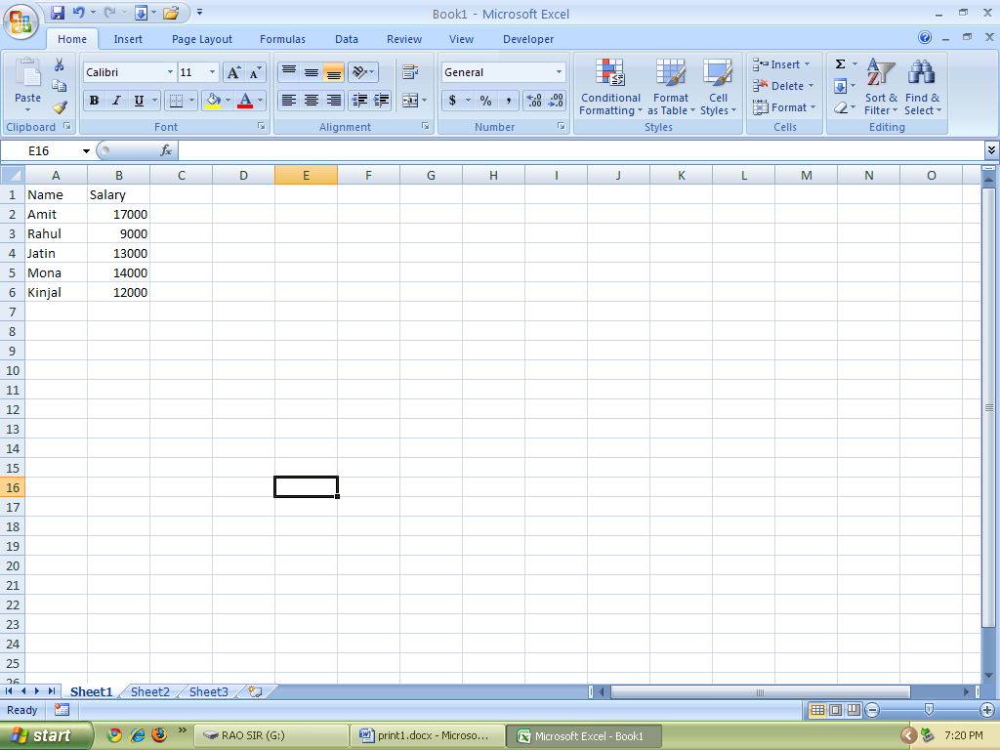 Book1 - Microsoft Excel
Home Insert Page Layout Formulas Data Review View Developer
Paste
Clipboard
Calibri 11
B I U
Font
Alignment
General
$ % ,
Number
Conditional Formatting
Format as Table
Cell Styles
Styles
Insert
Delete
Format
Cells
Σ
Sort & Filter
Find & Select
Editing
E16 fx
A B C D E F G H I J K L M N O
1 Name Salary
2 Amit 17000
3 Rahul 9000
4 Jatin 13000
5 Mona 14000
6 Kinjal 12000
7
8
9
10
11
12
13
14
15
16
17
18
19
20
21
22
23
24
25
26
Sheet1 Sheet2 Sheet3
Ready
start RAO SIR (G:) print1.docx - Microso... Microsoft Excel - Book1 7:20 PM